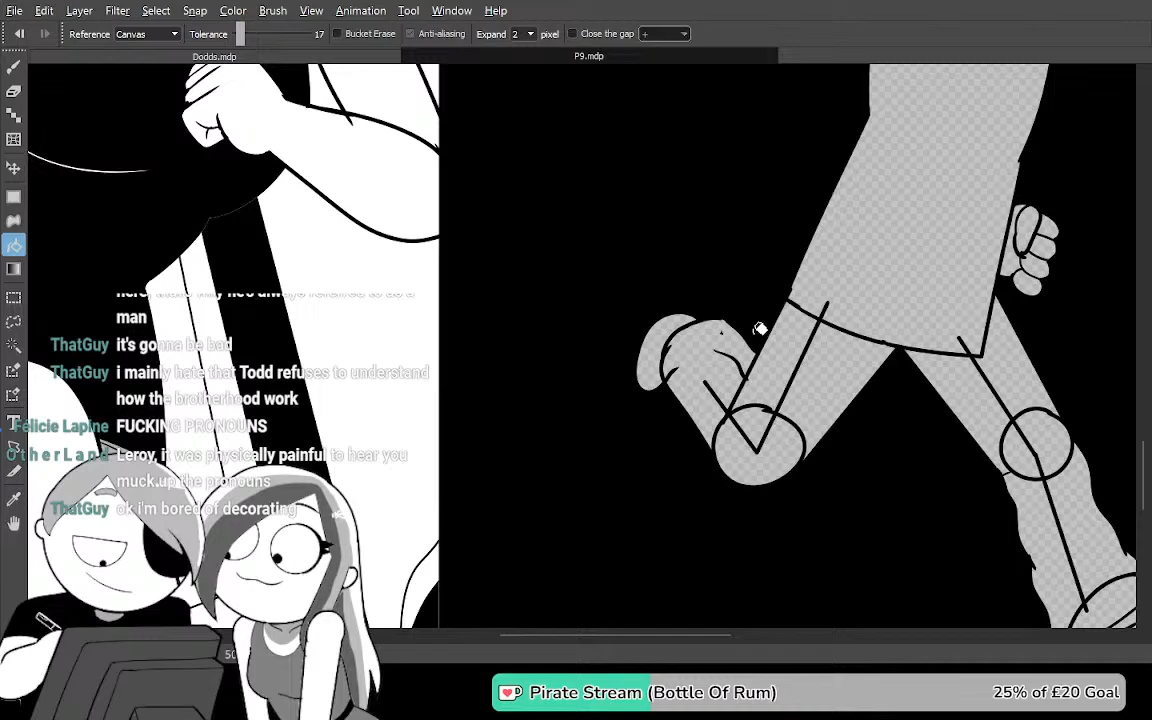 File Edit Layer Filter Select Snap Color Brush View Animation Tool Window Help
Reference Canvas Tolerance 17 Bucket Erase Anti-aliasing Expand 2 pixel Close the gap +
Dodds.mdp P9.mdp
man
ThatGuy it's gonna be bad
ThatGuy i mainly hate that Todd refuses to understand
how the brotherhood work
Felicie Lapine FUCKING PRONOUNS
OtherLand Leroy, it was physically painful to hear you
muck up the pronouns
ThatGuy ok i'm bored of decorating
Pirate Stream (Bottle Of Rum) 25% of £20 Goal